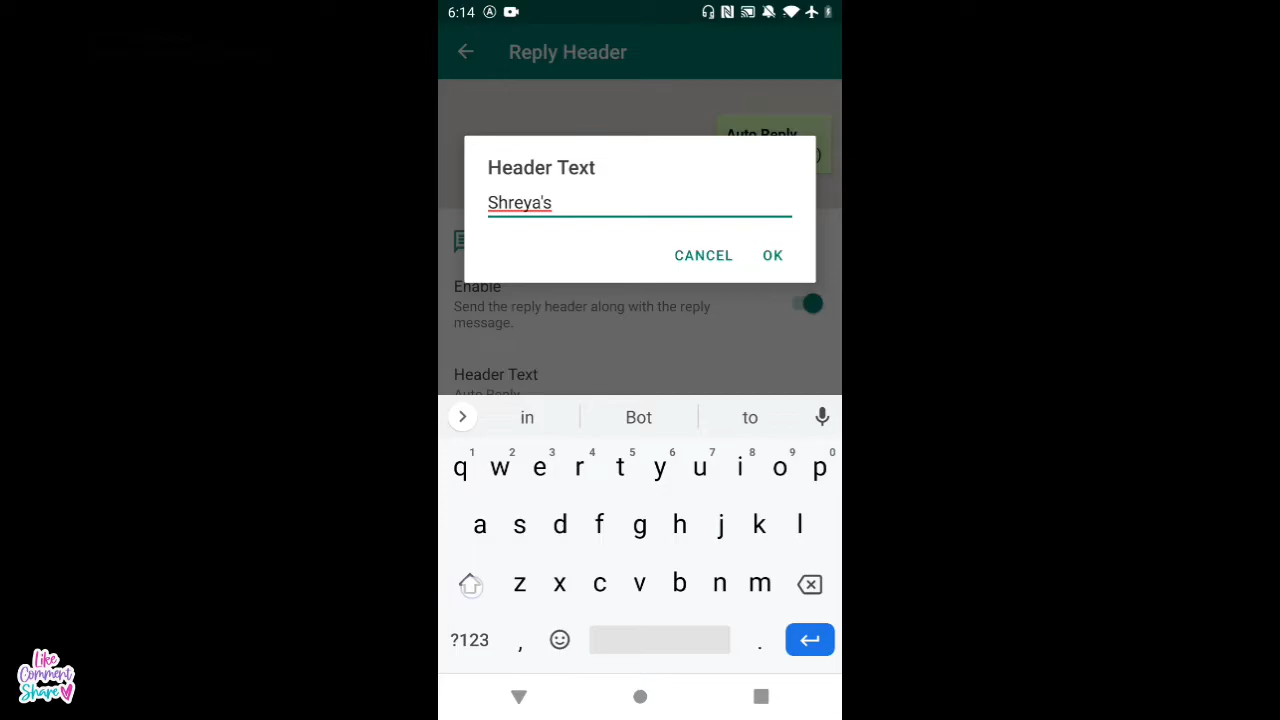 6:14
Reply Header
Auto Reply
)
Header Text
Shreya's
CANCEL OK
Enable
Send the reply header along with the reply
message.
Header Text
Auto Reply
in Bot to
1 2 3 4 5 6 7 8 9 0
q w e r t y u i o p
a s d f g h j k l
z x c v b n m
?123 , .
Like
Comment
Share